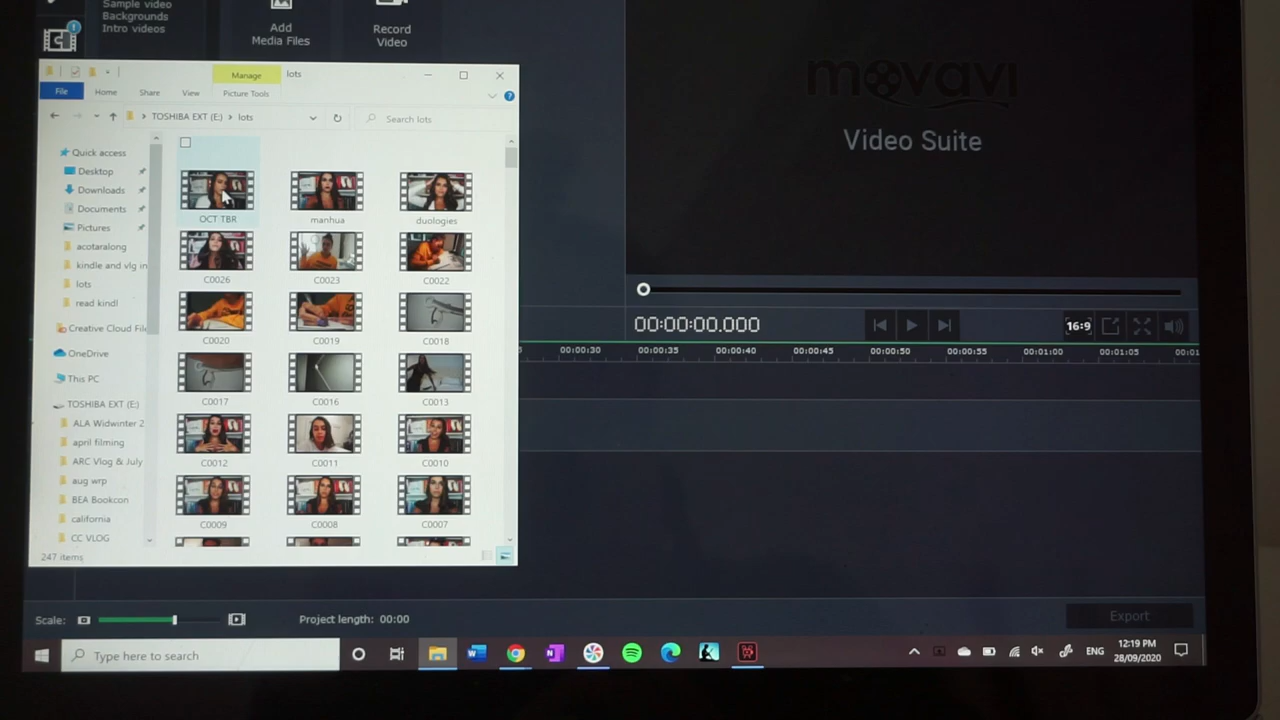 Sample video
Backgrounds
Intro videos
Add
Media Files
Record
Video
Manage
lots
File
Home
Share
View
Picture Tools
TOSHIBA EXT (E:) > lots
Search lots
Quick access
Desktop
Downloads
Documents
Pictures
acotaralong
kindle and vlg in
lots
read kindl
Creative Cloud File
OneDrive
This PC
TOSHIBA EXT (E:)
ALA Widwinter 2
april filming
ARC Vlog & July
aug wrp
BEA Bookcon
california
CC VLOG
OCT TBR
manhua
duologies
C0026
C0023
C0022
C0020
C0019
C0018
C0017
C0016
C0013
C0012
C0011
C0010
C0009
C0008
C0007
247 items
movavi
Video Suite
00:00:00.000
16:9
00:00:30
00:00:35
00:00:40
00:00:45
00:00:50
00:00:55
00:01:00
00:01:05
00:01
Scale:
Project length: 00:00
Export
Type here to search
ENG
12:19 PM
28/09/2020